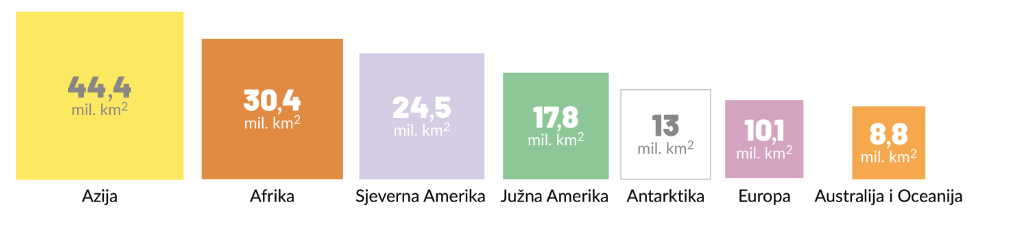 44,4
mil. km²
30,4
mil. km²
24,5
mil. km²
17,8
mil. km²
13
mil. km²
10,1
mil. km²
8,8
mil. km²
Azija
Afrika
Sjeverna Amerika
Južna Amerika
Antarktika
Europa
Australija i Oceanija